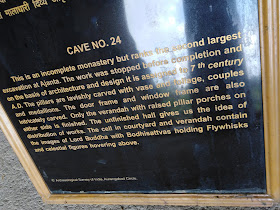 दिव्य
CAVE NO. 24
This is an incomplete monastery but ranks the second largest
excavation at Ajanta. The work was stopped before completion and
on the basis of architecture and design it is assigned to 7 th century
A.D. The pillars are lavishly carved with vase and foliage, couples
and medallions. The door frame and window frame are also
intricately carved. Only the verandah with raised pillar porches on
either side is finished. The unfinished hall gives us the idea of
distribution of works. The cell in courtyard and verandah contain
the images of Lord Buddha with Bodhisattvas holding Flywhisks
and celestial figures hovering above.
© Archaeological Survey of India, Aurangabad Circle.